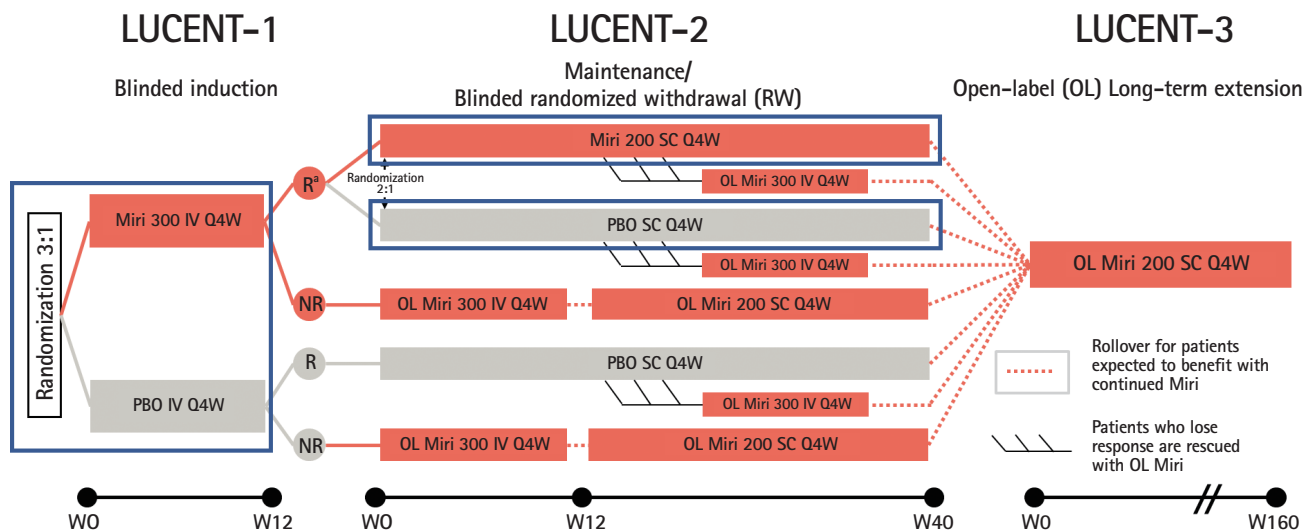 LUCENT-1
LUCENT-2
LUCENT-3
Blinded induction
Maintenance/
Blinded randomized withdrawal (RW)
Open-label (OL) Long-term extension
Randomization 3:1
Miri 300 IV Q4W
PBO IV Q4W
Rª
NR
R
NR
Randomization
2:1
Miri 200 SC Q4W
OL Miri 300 IV Q4W
PBO SC Q4W
OL Miri 300 IV Q4W
OL Miri 300 IV Q4W
OL Miri 200 SC Q4W
PBO SC Q4W
OL Miri 300 IV Q4W
OL Miri 300 IV Q4W
OL Miri 200 SC Q4W
OL Miri 200 SC Q4W
Rollover for patients
expected to benefit with
continued Miri
Patients who lose
response are rescued
with OL Miri
W0
W12
W0
W12
W40
W0
W160